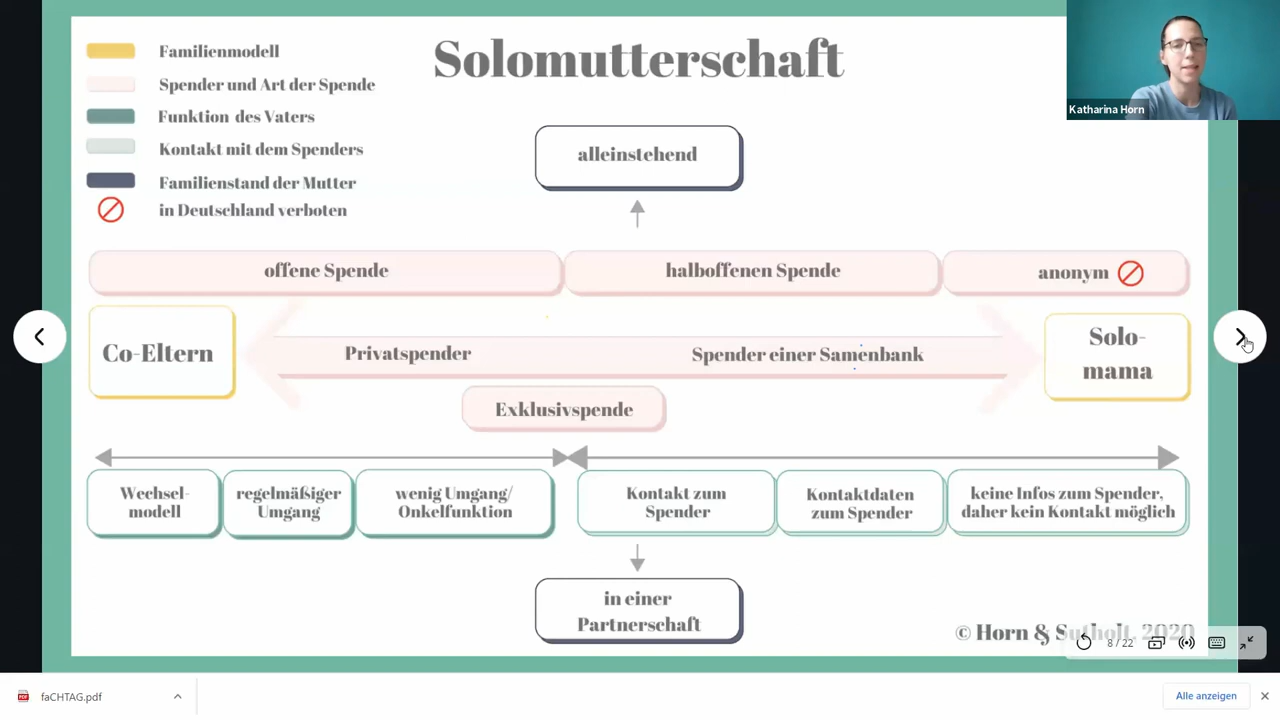 Familienmodell
Spender und Art der Spende
Funktion des Vaters
Kontakt mit dem Spenders
Familienstand der Mutter
in Deutschland verboten
Solomutterschaft
Katharina Horn
alleinstehend
offene Spende
halboffenen Spende
anonym
Co-Eltern
Privatspender
Spender einer Samenbank
Solo-
mama
Exklusivspende
Wechsel-
modell
regelmäßiger
Umgang
wenig Umgang/
Onkelfunktion
Kontakt zum
Spender
Kontaktdaten
zum Spender
keine Infos zum Spender,
daher kein Kontakt möglich
in einer
Partnerschaft
© Horn & Sutholt, 2020
8 / 22
PDF
faCHTAG.pdf
Alle anzeigen